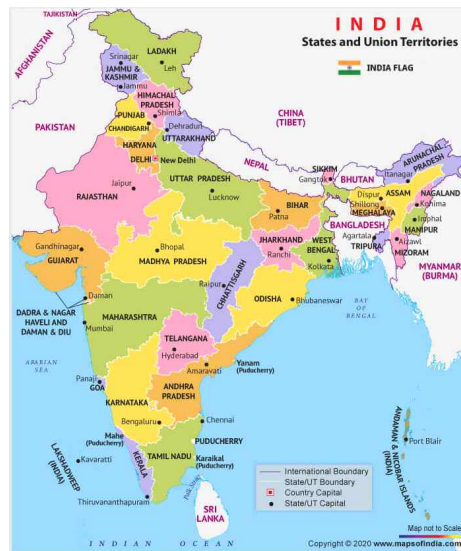 INDIA
States and Union Territories
INDIA FLAG
TAJIKISTAN
AFGHANISTAN
PAKISTAN
CHINA
(TIBET)
NEPAL
BHUTAN
BANGLADESH
MYANMAR
(BURMA)
SRI
LANKA
LADAKH
Leh
Srinagar
JAMMU &
KASHMIR
Jammu
HIMACHAL
PRADESH
Shimla
PUNJAB
CHANDIGARH
Dehradun
UTTARAKHAND
HARYANA
DELHI
New Delhi
Jaipur
RAJASTHAN
UTTAR PRADESH
Lucknow
BIHAR
Patna
SIKKIM
Gangtok
ARUNACHAL
PRADESH
Itanagar
Dispur
ASSAM
NAGALAND
Kohima
Shillong
MEGHALAYA
Imphal
MANIPUR
Agartala
TRIPURA
Aizawl
MIZORAM
JHARKHAND
Ranchi
WEST
BENGAL
Kolkata
Gandhinagar
GUJARAT
Bhopal
MADHYA PRADESH
CHHATTISGARH
Raipur
ODISHA
Bhubaneswar
Daman
DADRA & NAGAR
HAVELI AND
DAMAN & DIU
MAHARASHTRA
Mumbai
TELANGANA
Hyderabad
Yanam
(Puducherry)
Amaravati
ANDHRA
PRADESH
Panaji
GOA
KARNATAKA
Bengaluru
Chennai
Mahe
(Puducherry)
PUDUCHERRY
TAMIL NADU
Karaikal
(Puducherry)
KERALA
Thiruvananthapuram
LAKSHADWEEP
(INDIA)
Kavaratti
ANDAMAN & NICOBAR ISLANDS
(INDIA)
Port Blair
ARABIAN
SEA
BAY
OF
BENGAL
Palk Strait
INDIAN OCEAN
International Boundary
State/UT Boundary
Country Capital
State/UT Capital
Map not to Scale
Copyright © 2020 www.mapsofindia.com